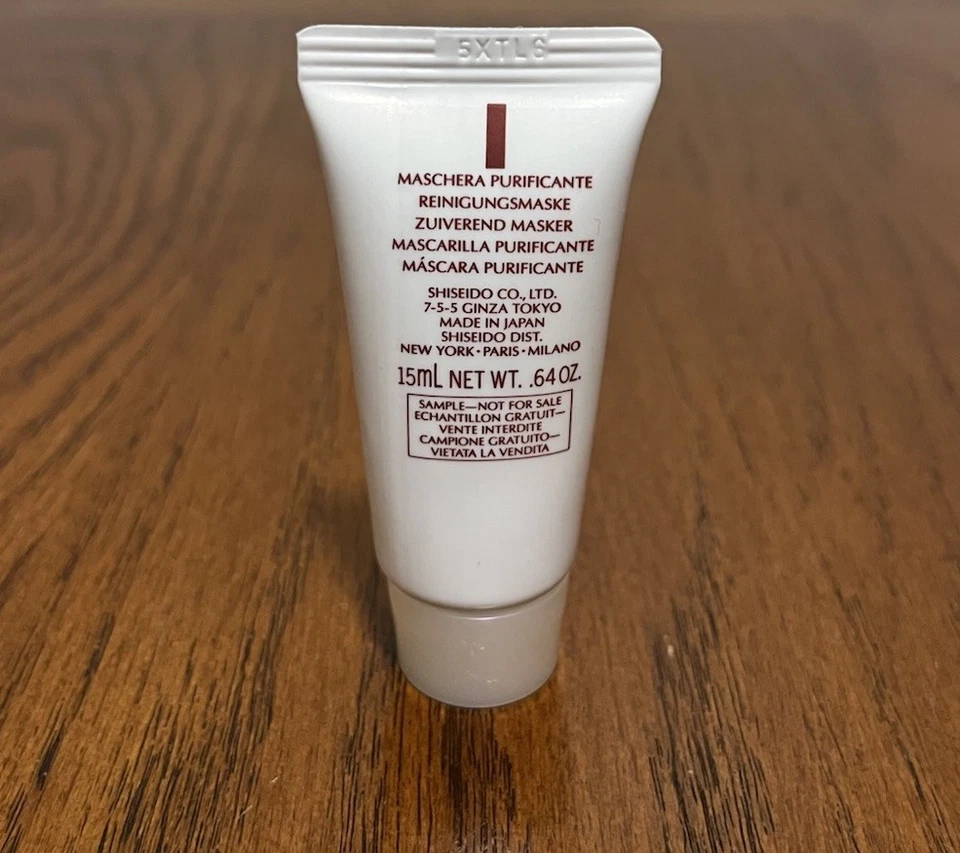 5XTLS
MASCHERA PURIFICANTE
REINIGUNGSMASKE
ZUIVEREND MASKER
MASCARILLA PURIFICANTE
MÁSCARA PURIFICANTE
SHISEIDO CO., LTD.
7-5-5 GINZA TOKYO
MADE IN JAPAN
SHISEIDO DIST.
NEW YORK·PARIS·MILANO
15mL NET WT. .64 OZ.
SAMPLE—NOT FOR SALE
ECHANTILLON GRATUIT—
VENTE INTERDITE
CAMPIONE GRATUITO—
VIETATA LA VENDITA